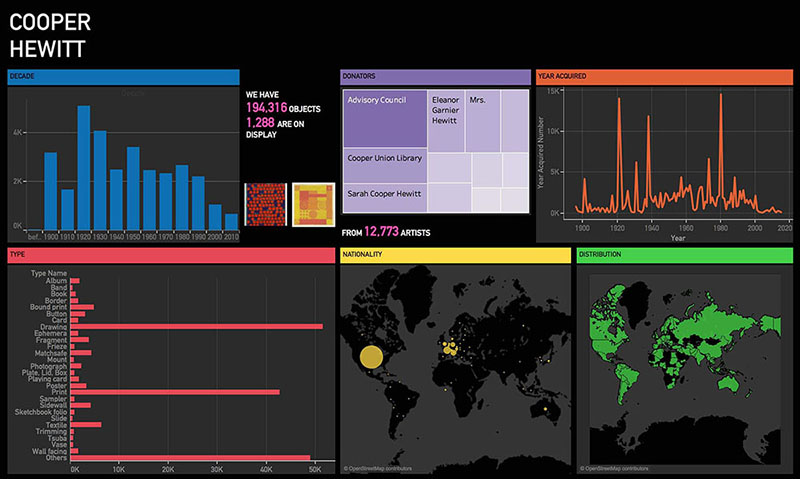 COOPER
HEWITT
DECADE
4K
2K
0K
bef.. 1900 1910 1920 1930 1940 1950 1960 1970 1980 1990 2000 2010
WE HAVE
194,316 OBJECTS
1,288 ARE ON
DISPLAY
DONATORS
Advisory Council
Eleanor
Garnier
Hewitt
Mrs.
Cooper Union Library
Sarah Cooper Hewitt
FROM 12,773 ARTISTS
YEAR ACQUIRED
Year Acquired Number
15K
10K
5K
0K
1900 1920 1940 1960 1980 2000 2020
Year
TYPE
Type Name
Album
Band
Book
Border
Bound print
Button
Card
Drawing
Ephemera
Fragment
Frieze
Matchsafe
Mount
Photograph
Plate, Lid, Box
Playing card
Poster
Print
Sampler
Sidewall
Sketchbook folio
Slide
Textile
Trimming
Tsuba
Vase
Wall facing
Others
0K 10K 20K 30K 40K 50K
NATIONALITY
© OpenStreetMap contributors
DISTRIBUTION
© OpenStreetMap contributors